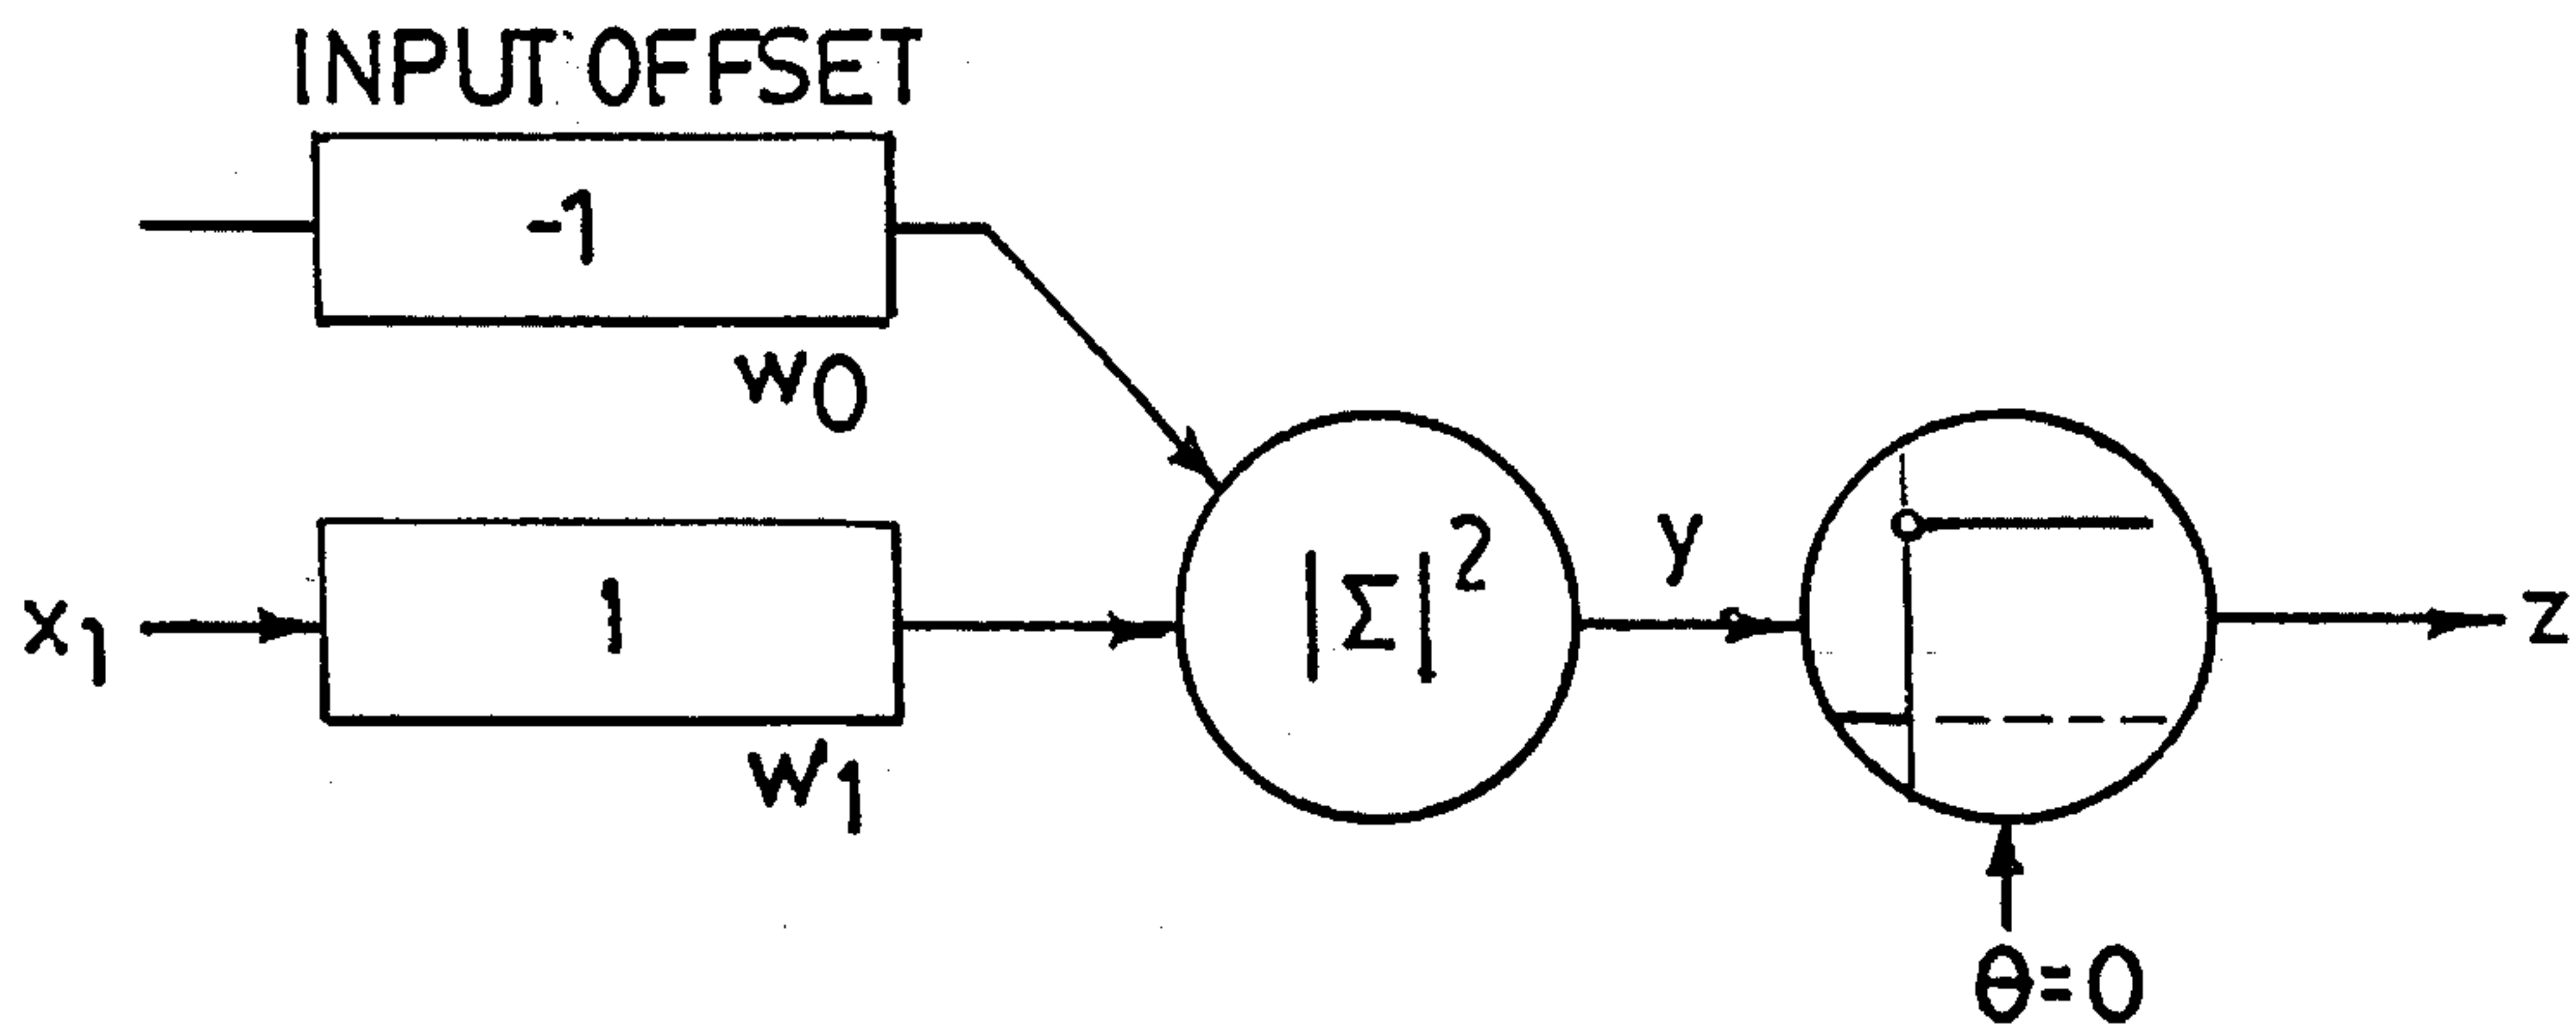 INPUT OFFSET
-1
w0
x1
1
w1
|Σ|²
y
z
θ=0